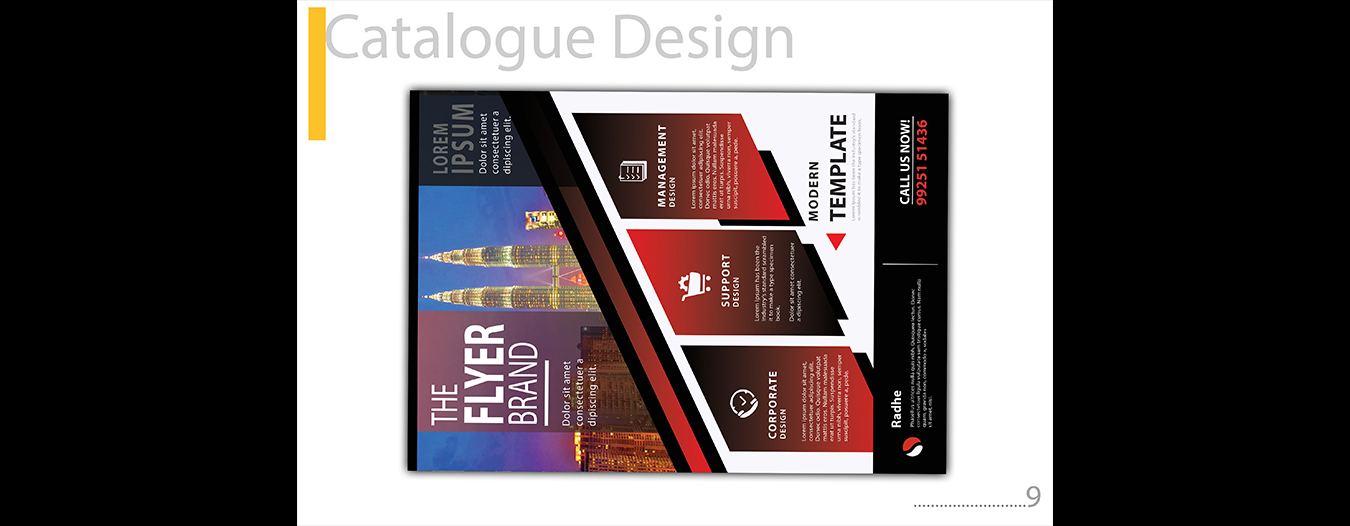 Catalogue Design
THE
FLYER
BRAND
Dolor sit amet
consectetuer a
dipiscing elit.
LOREM
IPSUM
Dolor sit amet
consectetuer a
dipiscing elit.
CORPORATE
DESIGN
Lorem ipsum dolor sit amet,
consectetuer adipiscing elit.
Donec odio. Quisque volutpat
mattis eros. Nullam malesuada
erat ut turpis. Suspendisse
urna nibh, viverra non, semper
suscipit, posuere a, pede.
SUPPORT
DESIGN
Lorem Ipsum has been the
industry's standard scrambled
it to make a type specimen
book.
Dolor sit amet consectetuer
a dipiscing elit.
MANAGEMENT
DESIGN
Lorem ipsum dolor sit amet,
consectetuer adipiscing elit.
Donec odio. Quisque volutpat
mattis eros. Nullam malesuada
erat ut turpis. Suspendisse
urna nibh, viverra non, semper
suscipit, posuere a, pede.
MODERN
TEMPLATE
Radhe
CALL US NOW!
99251 51436
9